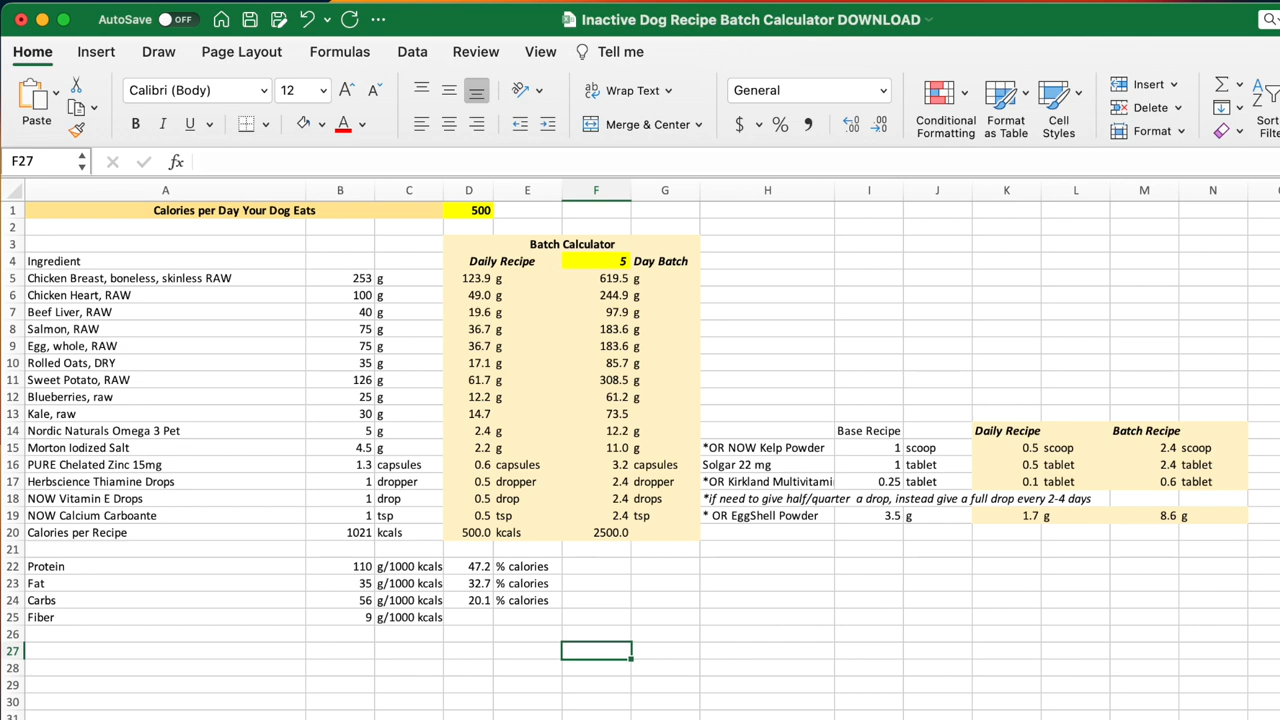 AutoSave OFF Inactive Dog Recipe Batch Calculator DOWNLOAD
Home Insert Draw Page Layout Formulas Data Review View Tell me
Calibri (Body) 12 Wrap Text General Insert
Paste Merge & Center Conditional Formatting Format as Table Cell Styles Delete Format Sort Filter
F27 fx
A B C D E F G H I J K L M N
1 Calories per Day Your Dog Eats 500
2
3 Batch Calculator
4 Ingredient Daily Recipe 5 Day Batch
5 Chicken Breast, boneless, skinless RAW 253 g 123.9 g 619.5 g
6 Chicken Heart, RAW 100 g 49.0 g 244.9 g
7 Beef Liver, RAW 40 g 19.6 g 97.9 g
8 Salmon, RAW 75 g 36.7 g 183.6 g
9 Egg, whole, RAW 75 g 36.7 g 183.6 g
10 Rolled Oats, DRY 35 g 17.1 g 85.7 g
11 Sweet Potato, RAW 126 g 61.7 g 308.5 g
12 Blueberries, raw 25 g 12.2 g 61.2 g
13 Kale, raw 30 g 14.7 73.5
14 Nordic Naturals Omega 3 Pet 5 g 2.4 g 12.2 g Base Recipe Daily Recipe Batch Recipe
15 Morton Iodized Salt 4.5 g 2.2 g 11.0 g *OR NOW Kelp Powder 1 scoop 0.5 scoop 2.4 scoop
16 PURE Chelated Zinc 15mg 1.3 capsules 0.6 capsules 3.2 capsules Solgar 22 mg 1 tablet 0.5 tablet 2.4 tablet
17 Herbscience Thiamine Drops 1 dropper 0.5 dropper 2.4 dropper *OR Kirkland Multivitami 0.25 tablet 0.1 tablet 0.6 tablet
18 NOW Vitamin E Drops 1 drop 0.5 drop 2.4 drops *if need to give half/quarter a drop, instead give a full drop every 2-4 days
19 NOW Calcium Carboante 1 tsp 0.5 tsp 2.4 tsp * OR EggShell Powder 3.5 g 1.7 g 8.6 g
20 Calories per Recipe 1021 kcals 500.0 kcals 2500.0
21
22 Protein 110 g/1000 kcals 47.2 % calories
23 Fat 35 g/1000 kcals 32.7 % calories
24 Carbs 56 g/1000 kcals 20.1 % calories
25 Fiber 9 g/1000 kcals
26
27
28
29
30
31